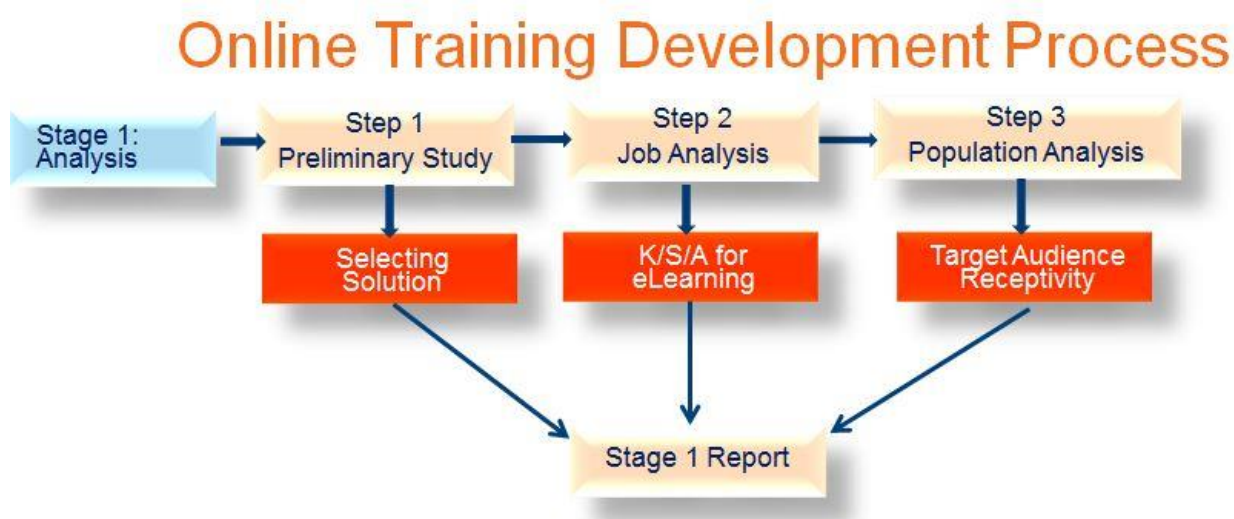 Online Training Development Process
Stage 1:
Analysis
Step 1
Preliminary Study
Step 2
Job Analysis
Step 3
Population Analysis
Selecting
Solution
K/S/A for
eLearning
Target Audience
Receptivity
Stage 1 Report